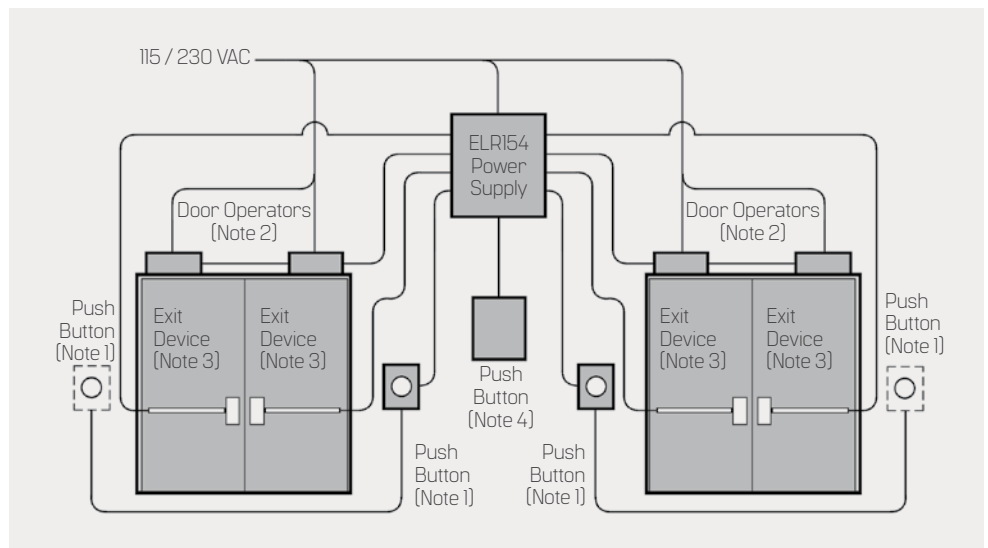 115 / 230 VAC
ELR154
Power
Supply
Door Operators
(Note 2)
Door Operators
(Note 2)
Push
Button
(Note 1)
Exit
Device
(Note 3)
Exit
Device
(Note 3)
Push
Button
(Note 4)
Exit
Device
(Note 3)
Exit
Device
(Note 3)
Push
Button
(Note 1)
Push
Button
(Note 1)
Push
Button
(Note 1)